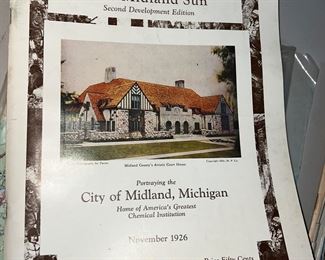 Midland Sun
Second Development Edition
Midland County's Artistic Court House
Portraying the
City of Midland, Michigan
Home of America's Greatest
Chemical Institution
November 1926
Price Fifty Cents